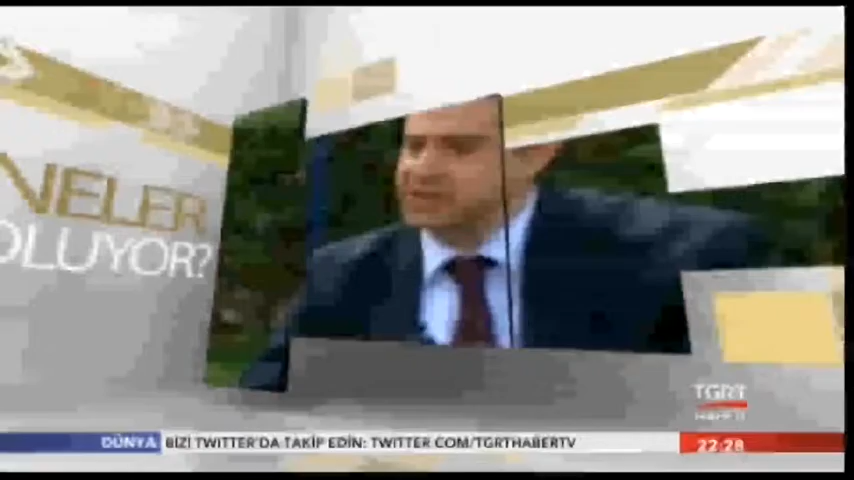 NELER
OLUYOR?
TGRT
HABER
DÜNYA BİZİ TWITTER'DA TAKİP EDİN: TWITTER.COM/TGRTHABERTV 22:28